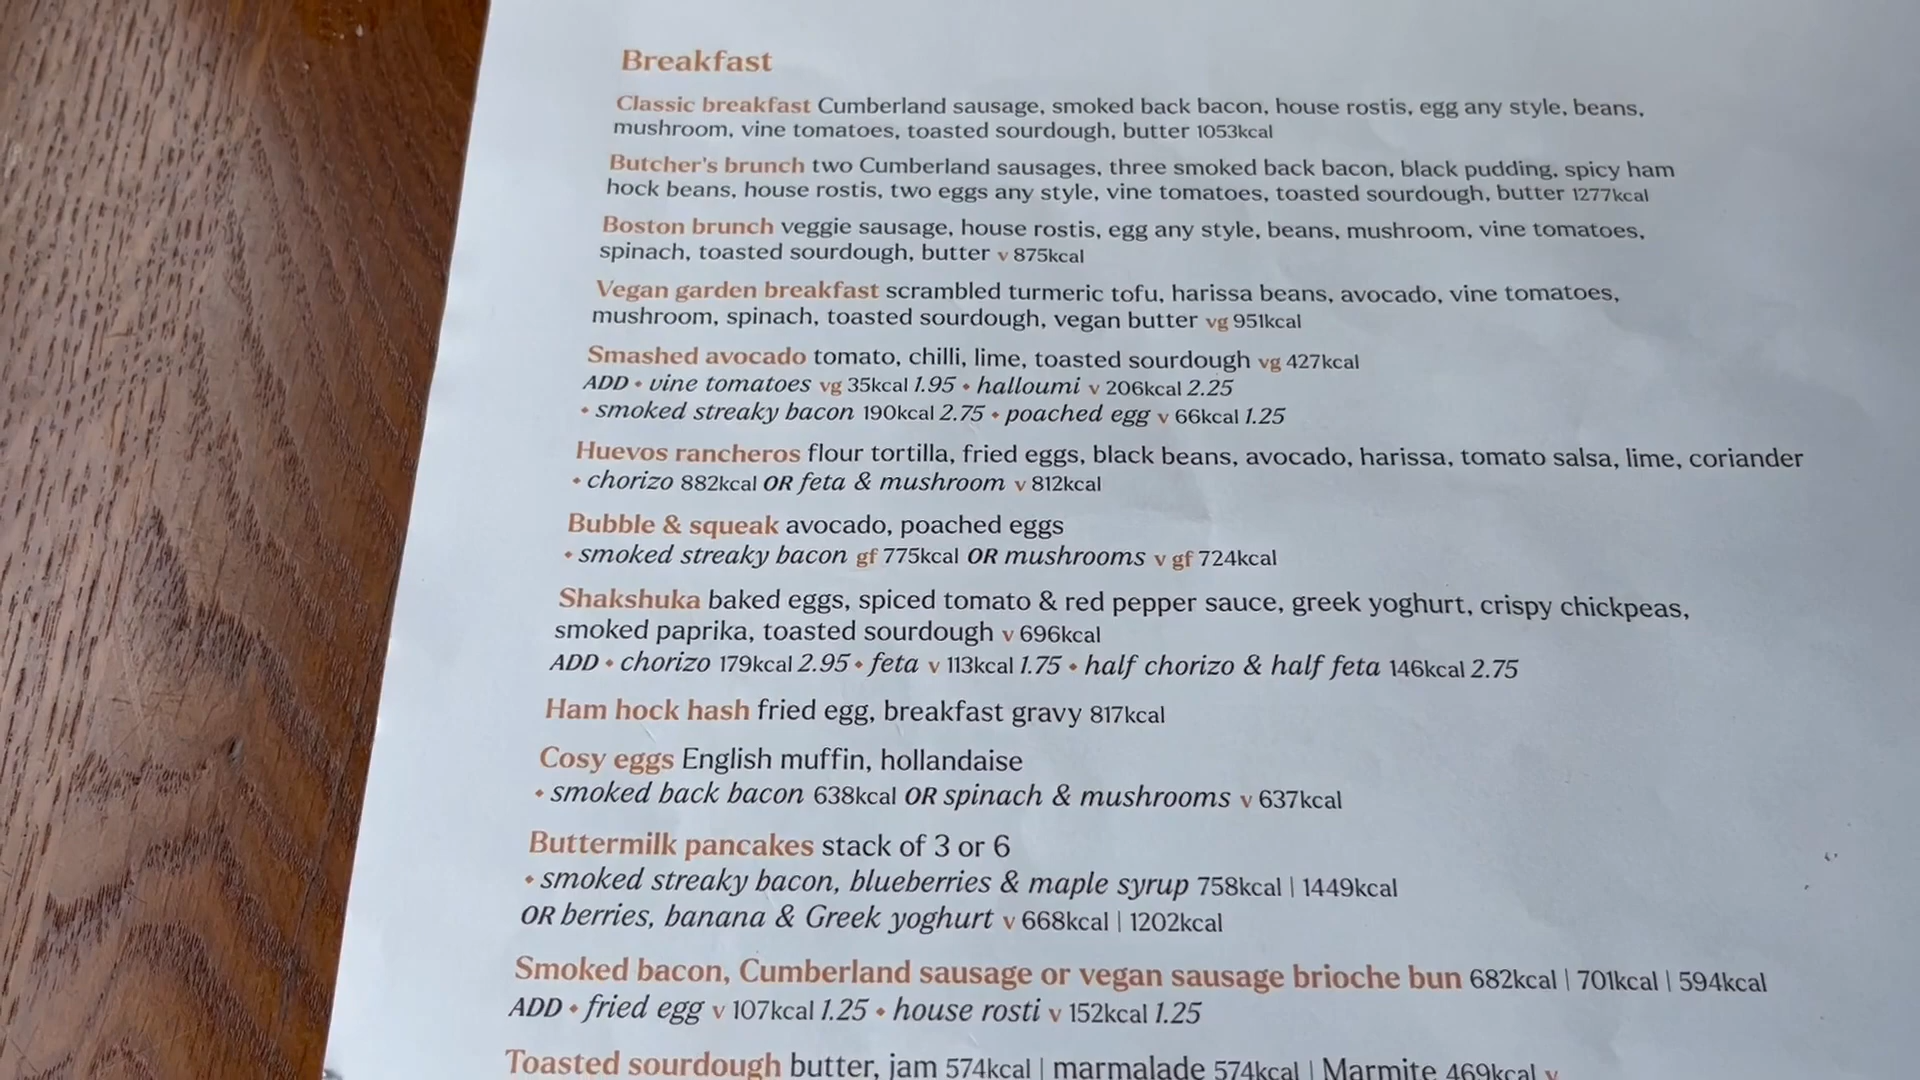 Breakfast
Classic breakfast Cumberland sausage, smoked back bacon, house rostis, egg any style, beans,
mushroom, vine tomatoes, toasted sourdough, butter 1053kcal
Butcher's brunch two Cumberland sausages, three smoked back bacon, black pudding, spicy ham
hock beans, house rostis, two eggs any style, vine tomatoes, toasted sourdough, butter 1277kcal
Boston brunch veggie sausage, house rostis, egg any style, beans, mushroom, vine tomatoes,
spinach, toasted sourdough, butter v 875kcal
Vegan garden breakfast scrambled turmeric tofu, harissa beans, avocado, vine tomatoes,
mushroom, spinach, toasted sourdough, vegan butter vg 951kcal
Smashed avocado tomato, chilli, lime, toasted sourdough vg 427kcal
ADD • vine tomatoes vg 35kcal 1.95 • halloumi v 206kcal 2.25
• smoked streaky bacon 190kcal 2.75 • poached egg v 66kcal 1.25
Huevos rancheros flour tortilla, fried eggs, black beans, avocado, harissa, tomato salsa, lime, coriander
• chorizo 882kcal OR feta & mushroom v 812kcal
Bubble & squeak avocado, poached eggs
• smoked streaky bacon gf 775kcal OR mushrooms v gf 724kcal
Shakshuka baked eggs, spiced tomato & red pepper sauce, greek yoghurt, crispy chickpeas,
smoked paprika, toasted sourdough v 696kcal
ADD • chorizo 179kcal 2.95 • feta v 113kcal 1.75 • half chorizo & half feta 146kcal 2.75
Ham hock hash fried egg, breakfast gravy 817kcal
Cosy eggs English muffin, hollandaise
• smoked back bacon 638kcal OR spinach & mushrooms v 637kcal
Buttermilk pancakes stack of 3 or 6
• smoked streaky bacon, blueberries & maple syrup 758kcal | 1449kcal
OR berries, banana & Greek yoghurt v 668kcal | 1202kcal
Smoked bacon, Cumberland sausage or vegan sausage brioche bun 682kcal | 701kcal | 594kcal
ADD • fried egg v 107kcal 1.25 • house rosti v 152kcal 1.25
Toasted sourdough butter, jam 574kcal | marmalade 574kcal | Marmite 469kcal v